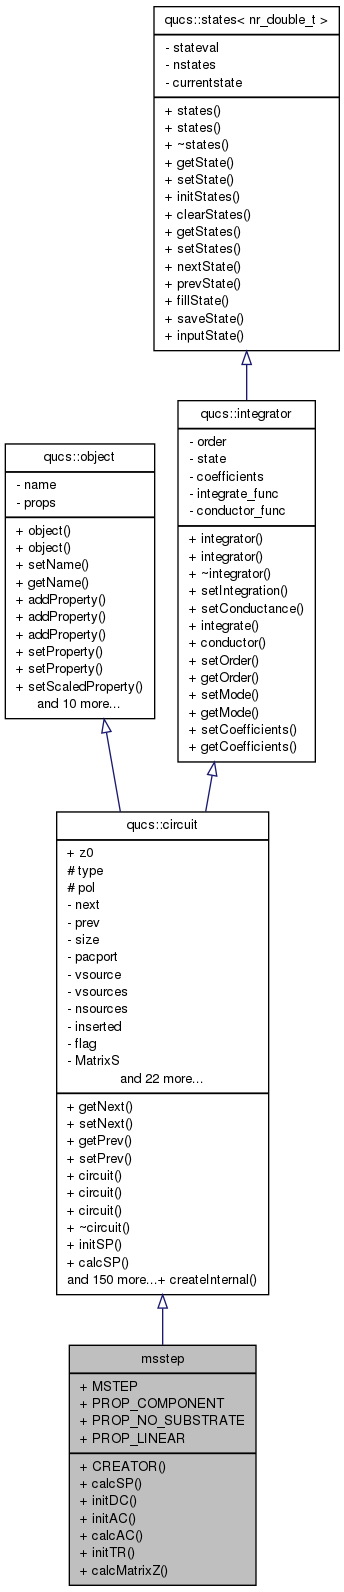 qucs::states< nr_double_t >
- stateval
- nstates
- currentstate
+ states()
+ states()
+ ~states()
+ getState()
+ setState()
+ initStates()
+ clearStates()
+ getStates()
+ setStates()
+ nextState()
+ prevState()
+ fillState()
+ saveState()
+ inputState()
qucs::integrator
- order
- state
- coefficients
- integrate_func
- conductor_func
+ integrator()
+ integrator()
+ ~integrator()
+ setIntegration()
+ setConductance()
+ integrate()
+ conductor()
+ setOrder()
+ getOrder()
+ setMode()
+ getMode()
+ setCoefficients()
+ getCoefficients()
qucs::object
- name
- props
+ object()
+ object()
+ setName()
+ getName()
+ addProperty()
+ addProperty()
+ addProperty()
+ setProperty()
+ setProperty()
+ setScaledProperty()
and 10 more...
qucs::circuit
+ z0
# type
# pol
- next
- prev
- size
- pacport
- vsource
- vsources
- nsources
- inserted
- flag
- MatrixS
and 22 more...
+ getNext()
+ setNext()
+ getPrev()
+ setPrev()
+ circuit()
+ circuit()
+ circuit()
+ ~circuit()
+ initSP()
+ calcSP()
and 150 more...+ createInternal()
msstep
+ MSTEP
+ PROP_COMPONENT
+ PROP_NO_SUBSTRATE
+ PROP_LINEAR
+ CREATOR()
+ calcSP()
+ initDC()
+ initAC()
+ calcAC()
+ initTR()
+ calcMatrixZ()